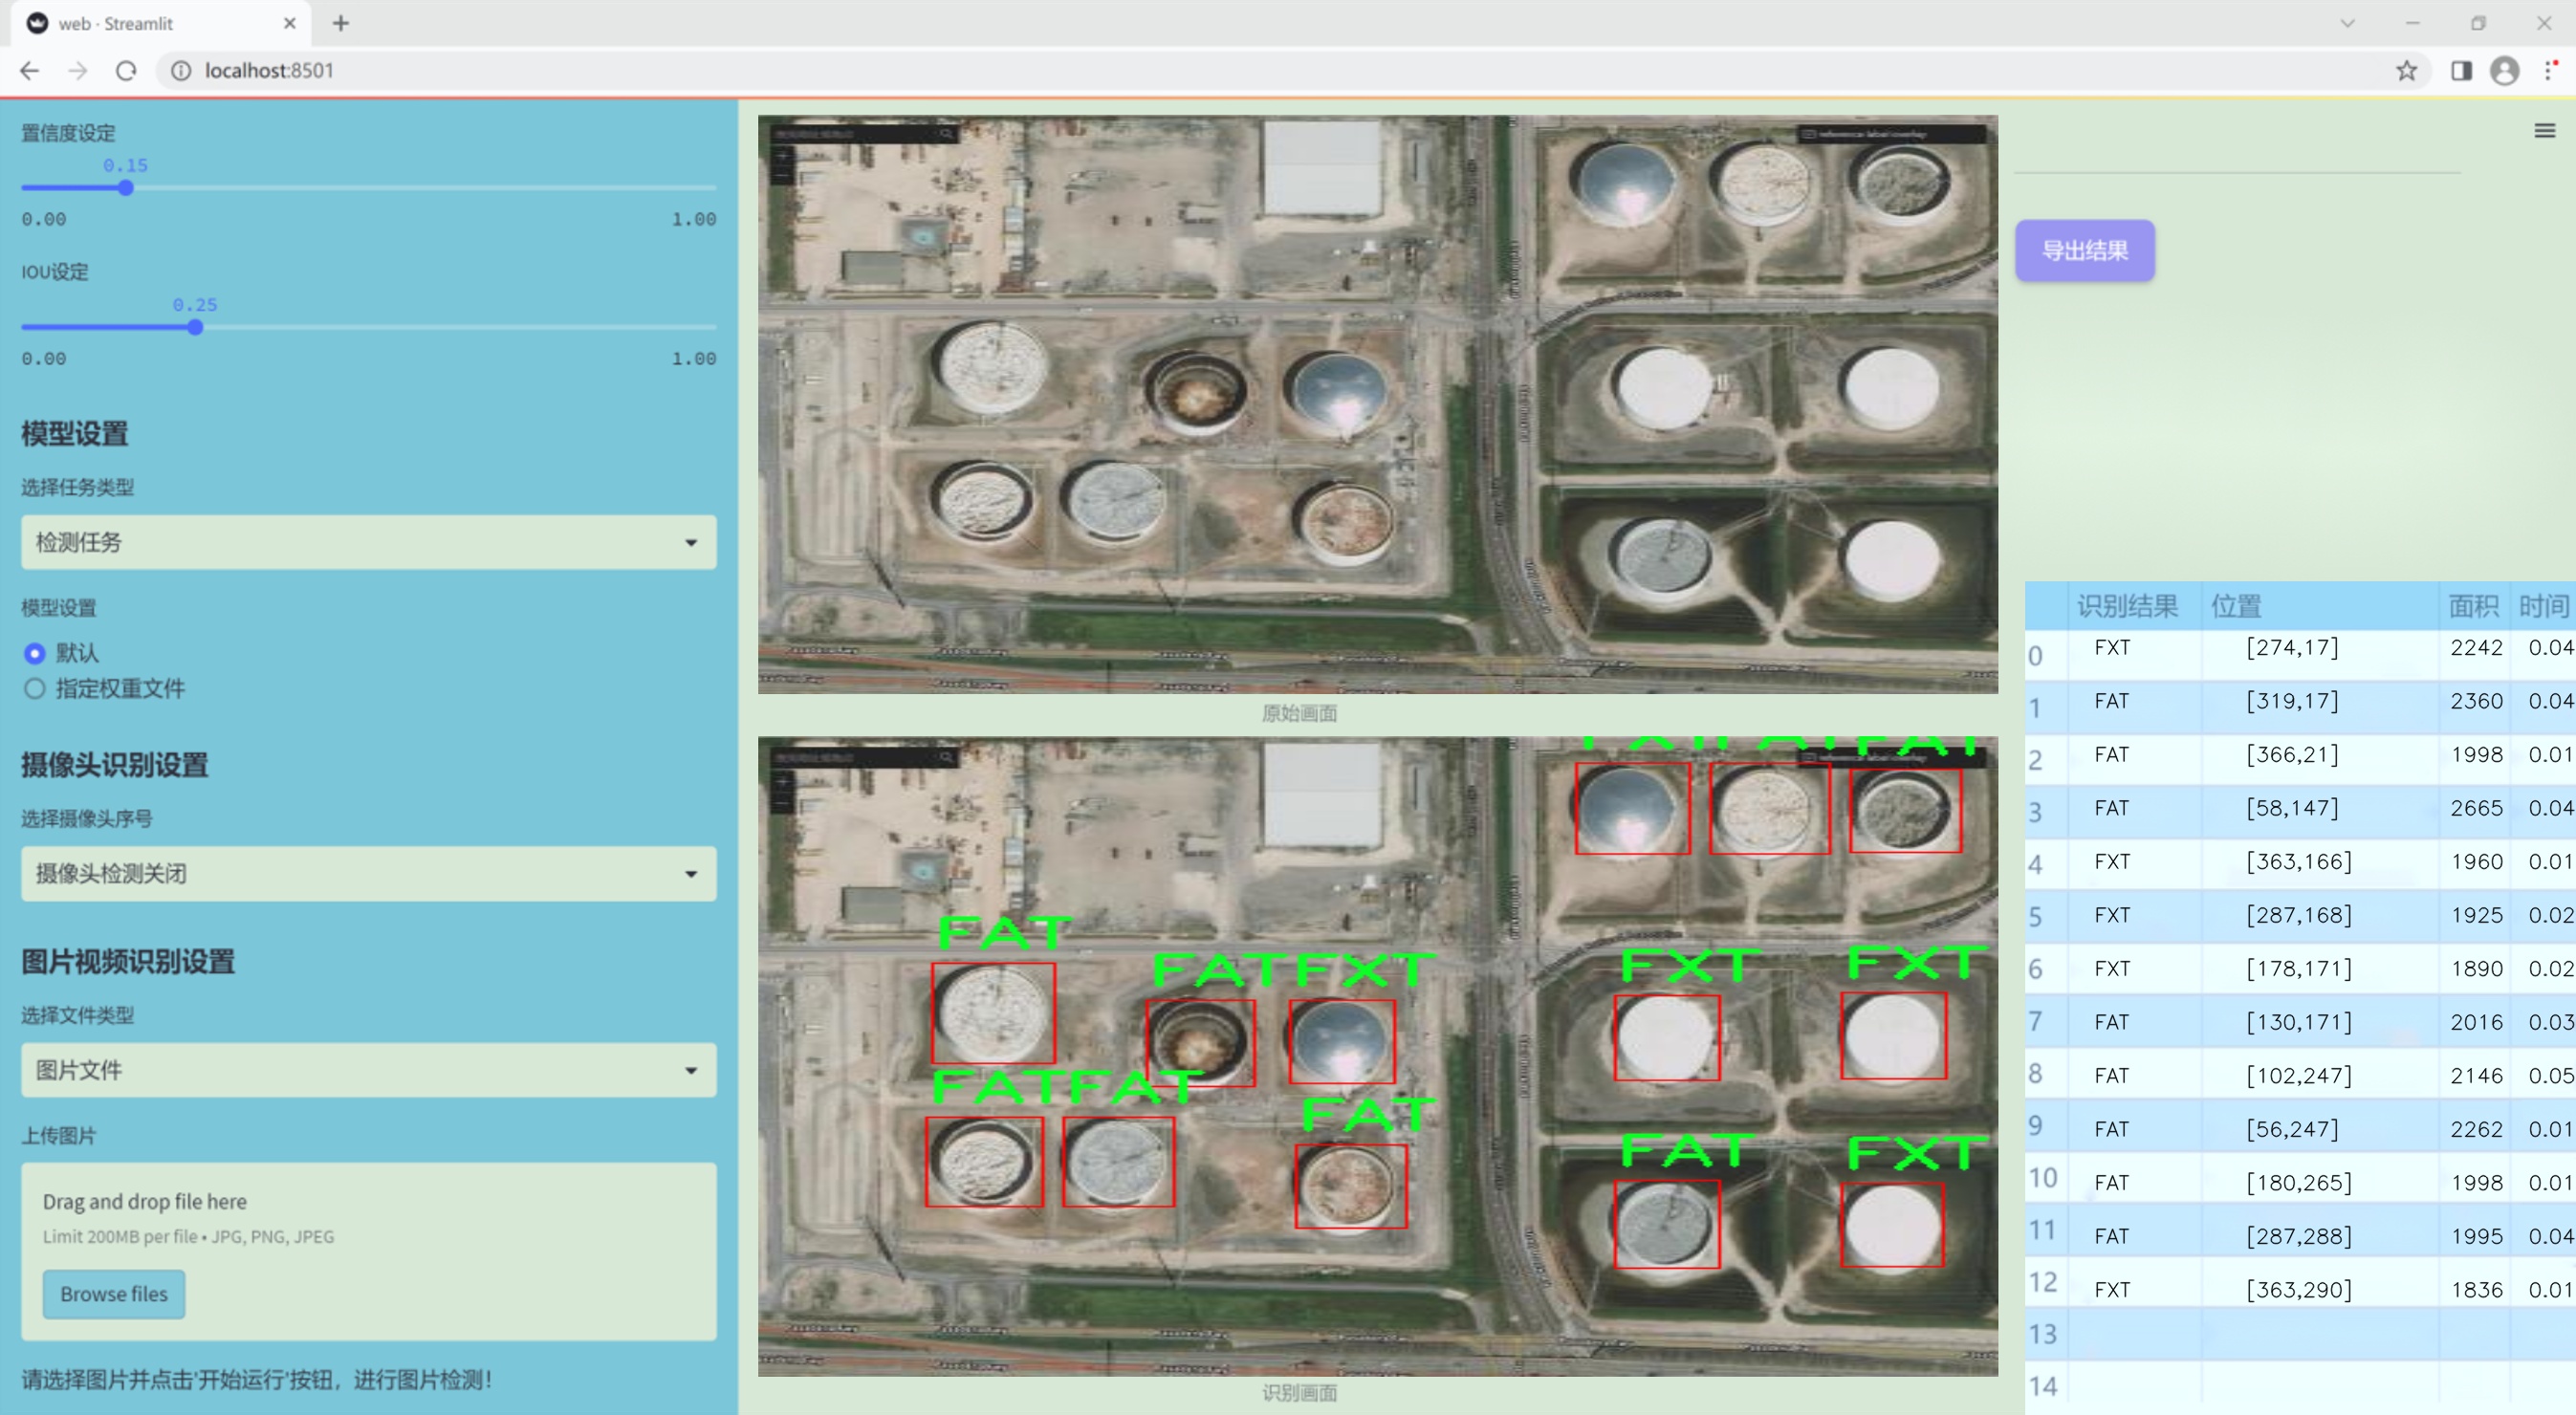 web · Streamlit
localhost:8501
置信度设定
0.15
0.00 1.00
IOU设定
0.25
0.00 1.00
模型设置
选择任务类型
检测任务
模型设置
默认
指定权重文件
摄像头识别设置
选择摄像头序号
摄像头检测关闭
图片视频识别设置
选择文件类型
图片文件
上传图片
Drag and drop file here
Limit 200MB per file • JPG, PNG, JPEG
Browse files
请选择图片并点击'开始运行'按钮，进行图片检测！
原始画面
FXT FAT FAT
FAT
FAT FXT
FXT FXT
FAT FAT
FAT
FAT FXT
识别画面
导出结果
识别结果 位置 面积 时间
0 FXT [274,17] 2242 0.04
1 FAT [319,17] 2360 0.04
2 FAT [366,21] 1998 0.01
3 FAT [58,147] 2665 0.04
4 FXT [363,166] 1960 0.01
5 FXT [287,168] 1925 0.02
6 FXT [178,171] 1890 0.02
7 FAT [130,171] 2016 0.03
8 FAT [102,247] 2146 0.05
9 FAT [56,247] 2262 0.01
10 FAT [180,265] 1998 0.01
11 FAT [287,288] 1995 0.04
12 FXT [363,290] 1836 0.01
13
14